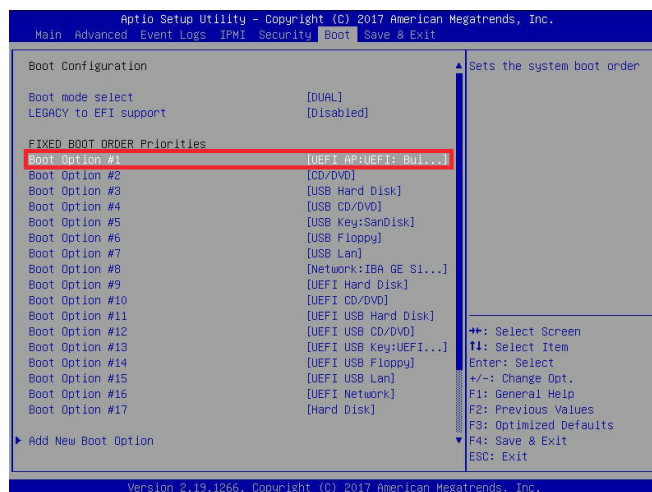 Aptio Setup Utility – Copyright (C) 2017 American Megatrends, Inc.
Main Advanced Event Logs IPMI Security Boot Save & Exit
Boot Configuration
Sets the system boot order
Boot mode select [DUAL]
LEGACY to EFI support [Disabled]
FIXED BOOT ORDER Priorities
Boot Option #1 [UEFI AP:UEFI: Bui...]
Boot Option #2 [CD/DVD]
Boot Option #3 [USB Hard Disk]
Boot Option #4 [USB CD/DVD]
Boot Option #5 [USB Key:SanDisk]
Boot Option #6 [USB Floppy]
Boot Option #7 [USB Lan]
Boot Option #8 [Network:IBA GE Sl...]
Boot Option #9 [UEFI Hard Disk]
Boot Option #10 [UEFI CD/DVD]
Boot Option #11 [UEFI USB Hard Disk]
Boot Option #12 [UEFI USB CD/DVD]
Boot Option #13 [UEFI USB Key:UEFI...]
Boot Option #14 [UEFI USB Floppy]
Boot Option #15 [UEFI USB Lan]
Boot Option #16 [UEFI Network]
Boot Option #17 [Hard Disk]
Add New Boot Option
→←: Select Screen
↑↓: Select Item
Enter: Select
+/-: Change Opt.
F1: General Help
F2: Previous Values
F3: Optimized Defaults
F4: Save & Exit
ESC: Exit
Version 2.19.1266. Copyright (C) 2017 American Megatrends, Inc.